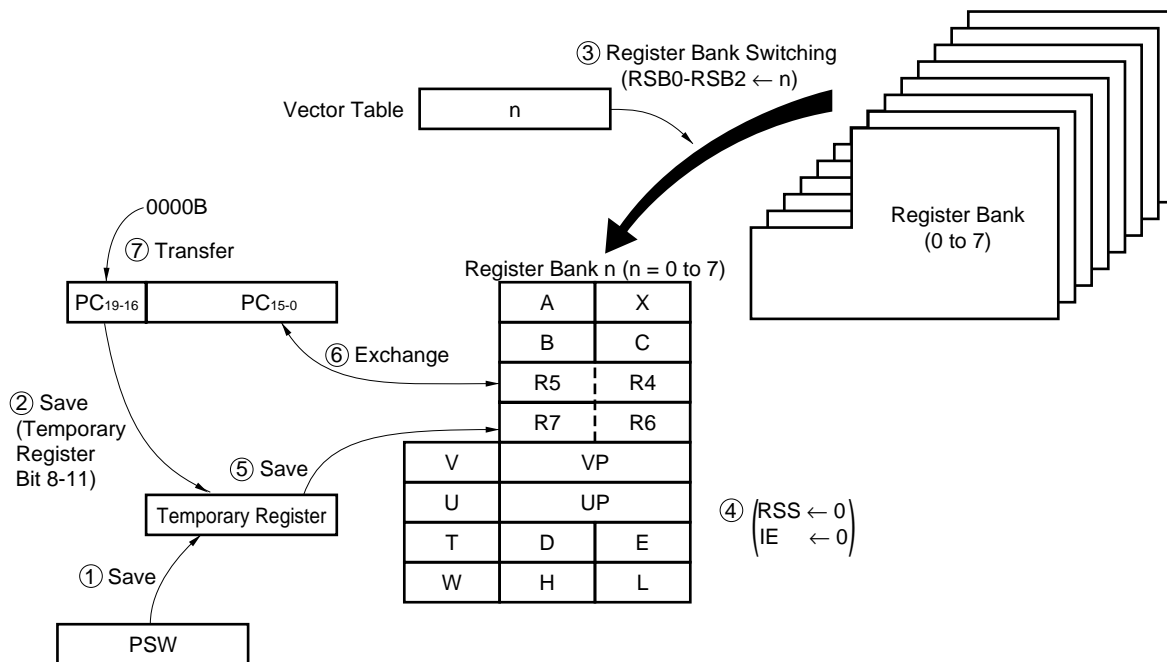 ③ Register Bank Switching
(RSB0-RSB2 ← n)
Vector Table
n
Register Bank
(0 to 7)
0000B
⑦ Transfer
Register Bank n (n = 0 to 7)
PC19-16
PC15-0
A
X
B
C
⑥ Exchange
R5
R4
R7
R6
② Save
(Temporary
Register
Bit 8-11)
⑤ Save
V
VP
U
UP
④
RSS ← 0
IE ← 0
Temporary Register
T
D
E
W
H
L
① Save
PSW